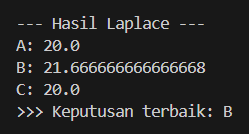 --- Hasil Laplace ---
A: 20.0
B: 21.666666666666668
C: 20.0
>>> Keputusan terbaik: B